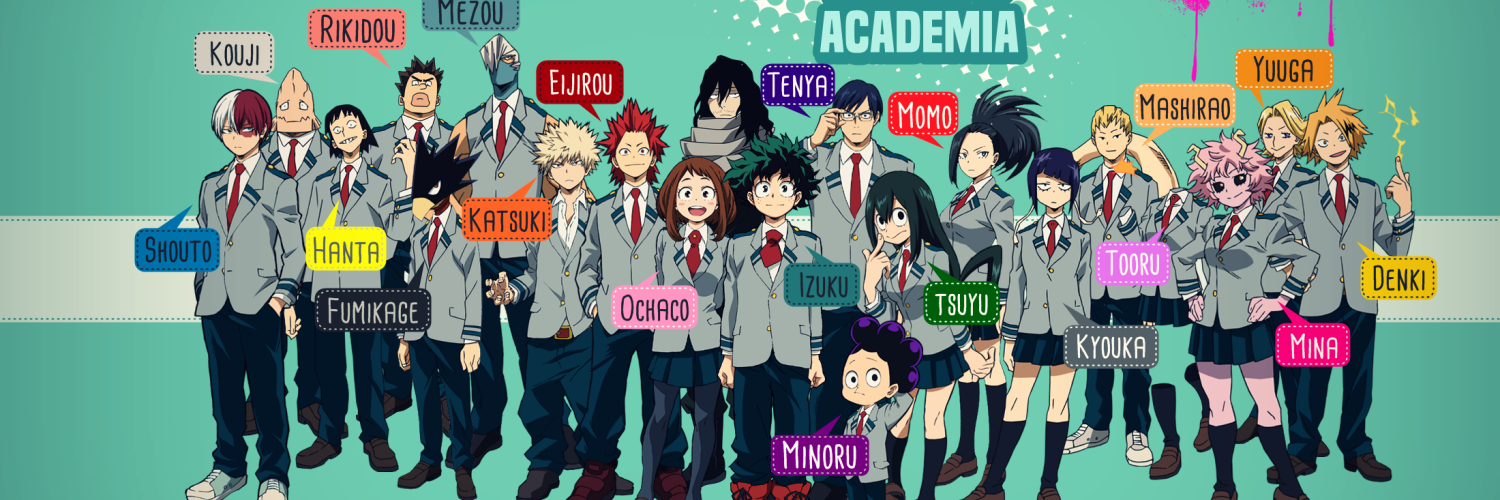 MEZOU
ACADEMIA
RIKIDOU
KOUJI
YUUGA
EIJIROU
TENYA
MASHIRAO
MOMO
KATSUKI
SHOUTO
HANTA
TOORU
DENKI
IZUKU
FUMIKAGE
OCHACO
TSUYU
KYOUKA
MINA
MINORU